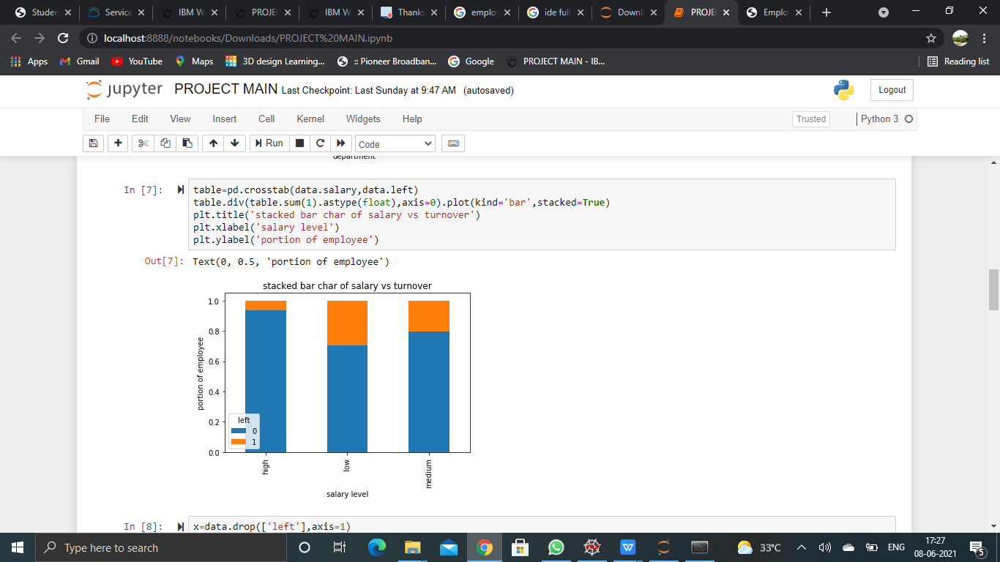 Studen
Service
IBM W
PROJEC
IBM W
Thanks
emplo
ide full
Downl
PROJE
Emplo
localhost:8888/notebooks/Downloads/PROJECT%20MAIN.ipynb
Apps
Gmail
YouTube
Maps
3D design Learning...
:: Pioneer Broadban...
Google
PROJECT MAIN - IB...
Reading list
jupyter PROJECT MAIN Last Checkpoint: Last Sunday at 9:47 AM (autosaved)
Logout
File Edit View Insert Cell Kernel Widgets Help
Trusted
Python 3
Run
Code
department
In [7]:
table=pd.crosstab(data.salary,data.left)
table.div(table.sum(1).astype(float),axis=0).plot(kind='bar',stacked=True)
plt.title('stacked bar char of salary vs turnover')
plt.xlabel('salary level')
plt.ylabel('portion of employee')
Out[7]: Text(0, 0.5, 'portion of employee')
stacked bar char of salary vs turnover
1.0
0.8
0.6
0.4
0.2
0.0
portion of employee
left
0
1
high
low
medium
salary level
In [8]:
x=data.drop(['left'],axis=1)
Type here to search
33°C
ENG
17:27
08-06-2021
5